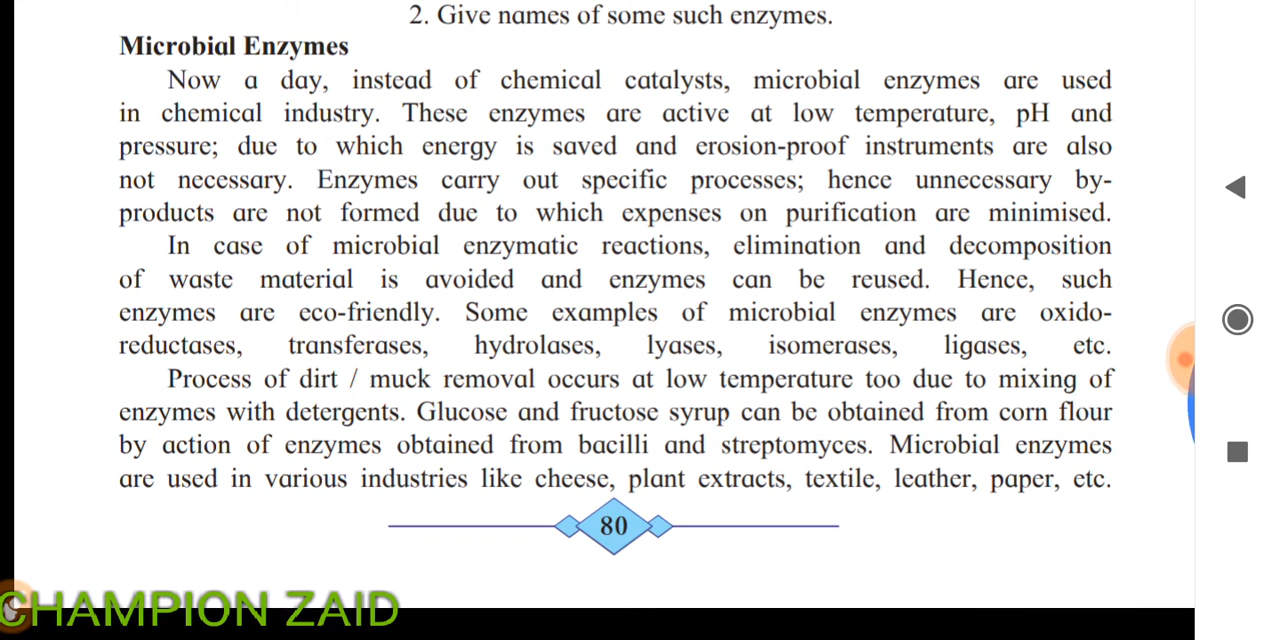 2. Give names of some such enzymes.
Microbial Enzymes
Now a day, instead of chemical catalysts, microbial enzymes are used
in chemical industry. These enzymes are active at low temperature, pH and
pressure; due to which energy is saved and erosion-proof instruments are also
not necessary. Enzymes carry out specific processes; hence unnecessary by-
products are not formed due to which expenses on purification are minimised.
In case of microbial enzymatic reactions, elimination and decomposition
of waste material is avoided and enzymes can be reused. Hence, such
enzymes are eco-friendly. Some examples of microbial enzymes are oxido-
reductases, transferases, hydrolases, lyases, isomerases, ligases, etc.
Process of dirt / muck removal occurs at low temperature too due to mixing of
enzymes with detergents. Glucose and fructose syrup can be obtained from corn flour
by action of enzymes obtained from bacilli and streptomyces. Microbial enzymes
are used in various industries like cheese, plant extracts, textile, leather, paper, etc.
80
CHAMPION ZAID